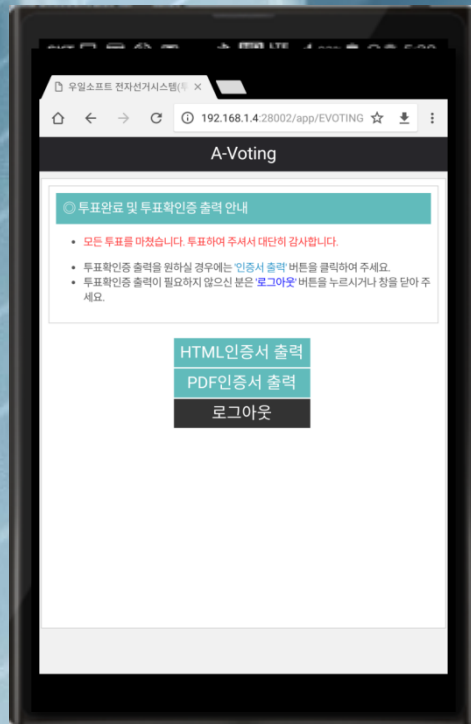 우일소프트 전자선거시스템(투
192.168.1.4:28002/app/EVOTING
A-Voting
◎ 투표완료 및 투표확인증 출력 안내
• 모든 투표를 마쳤습니다. 투표하여 주셔서 대단히 감사합니다.
• 투표확인증 출력을 원하실 경우에는 '인증서 출력' 버튼을 클릭하여 주세요.
• 투표확인증 출력이 필요하지 않으신 분은 '로그아웃' 버튼을 누르시거나 창을 닫아 주
세요.
HTML인증서 출력
PDF인증서 출력
로그아웃